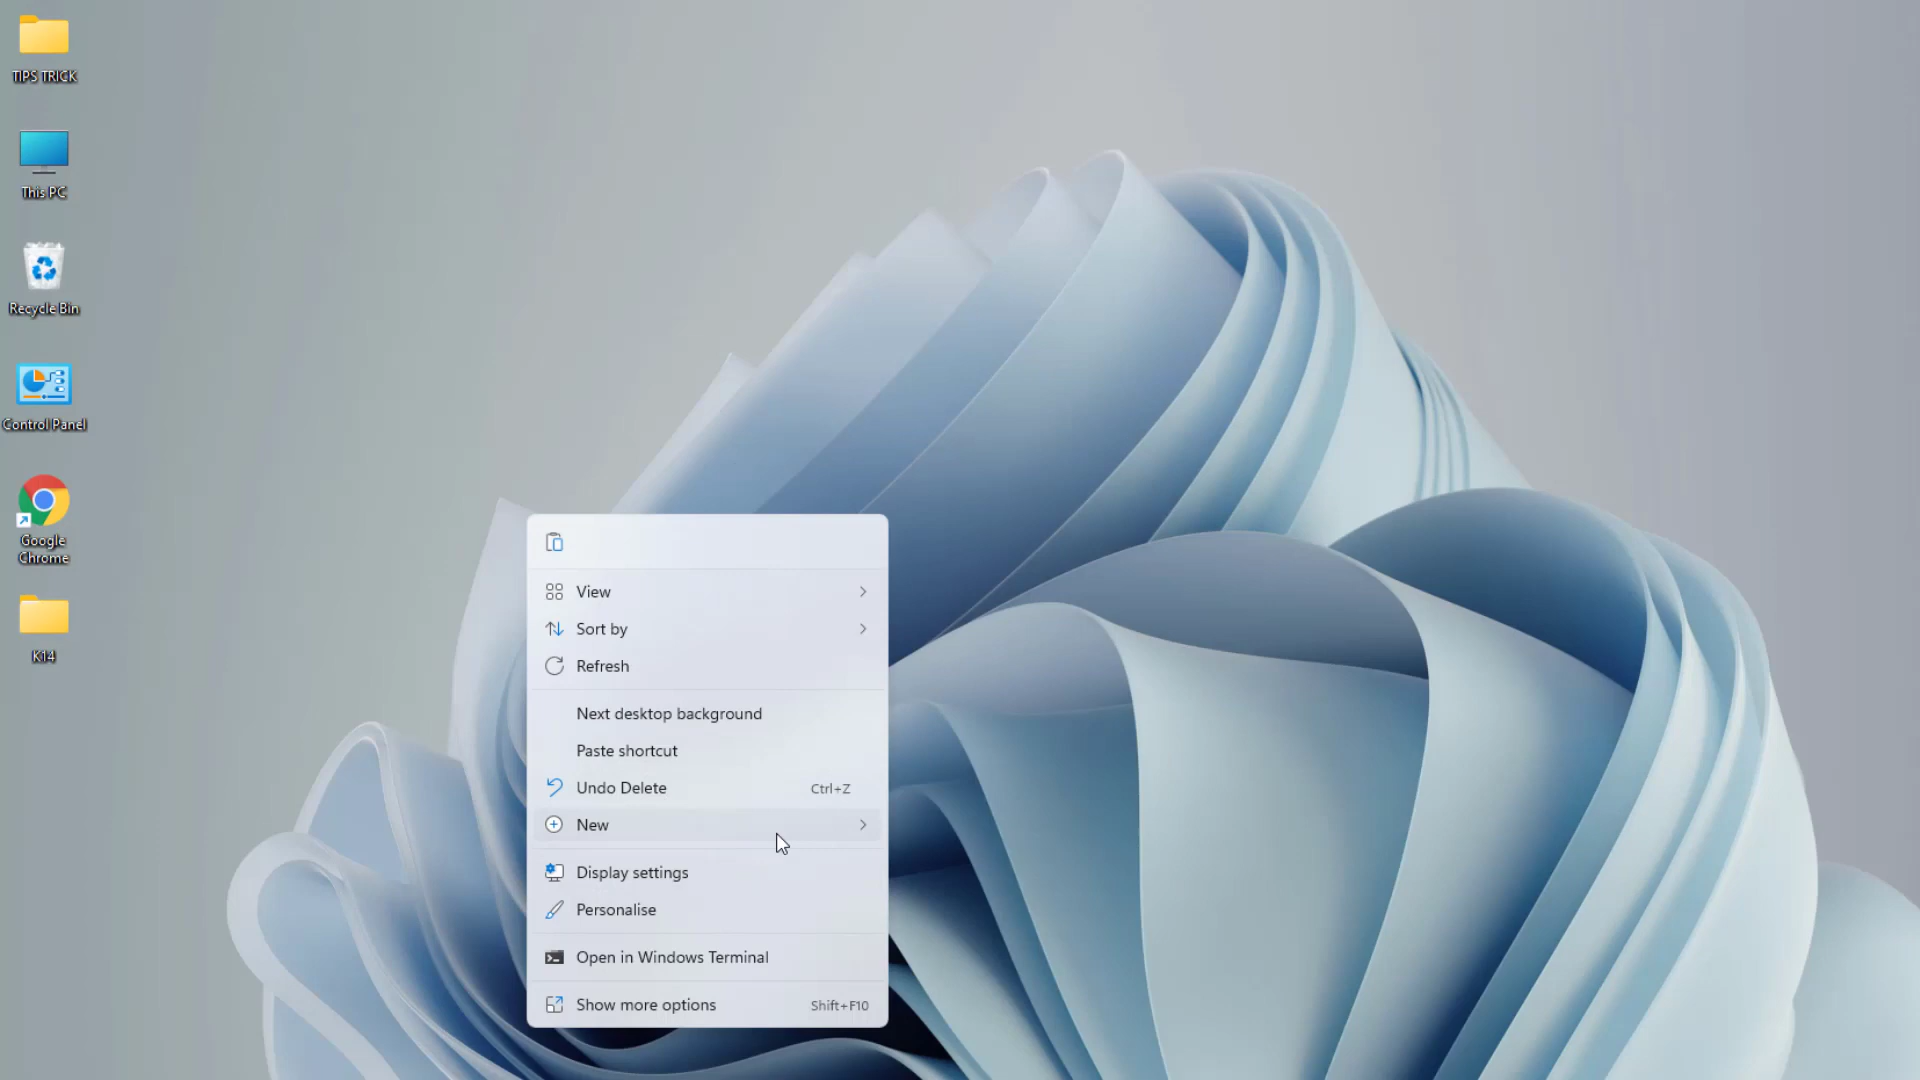 TIPS TRICK
This PC
Recycle Bin
Control Panel
Google
Chrome
K14
View
Sort by
Refresh
Next desktop background
Paste shortcut
Undo Delete Ctrl+Z
New
Display settings
Personalise
Open in Windows Terminal
Show more options Shift+F10